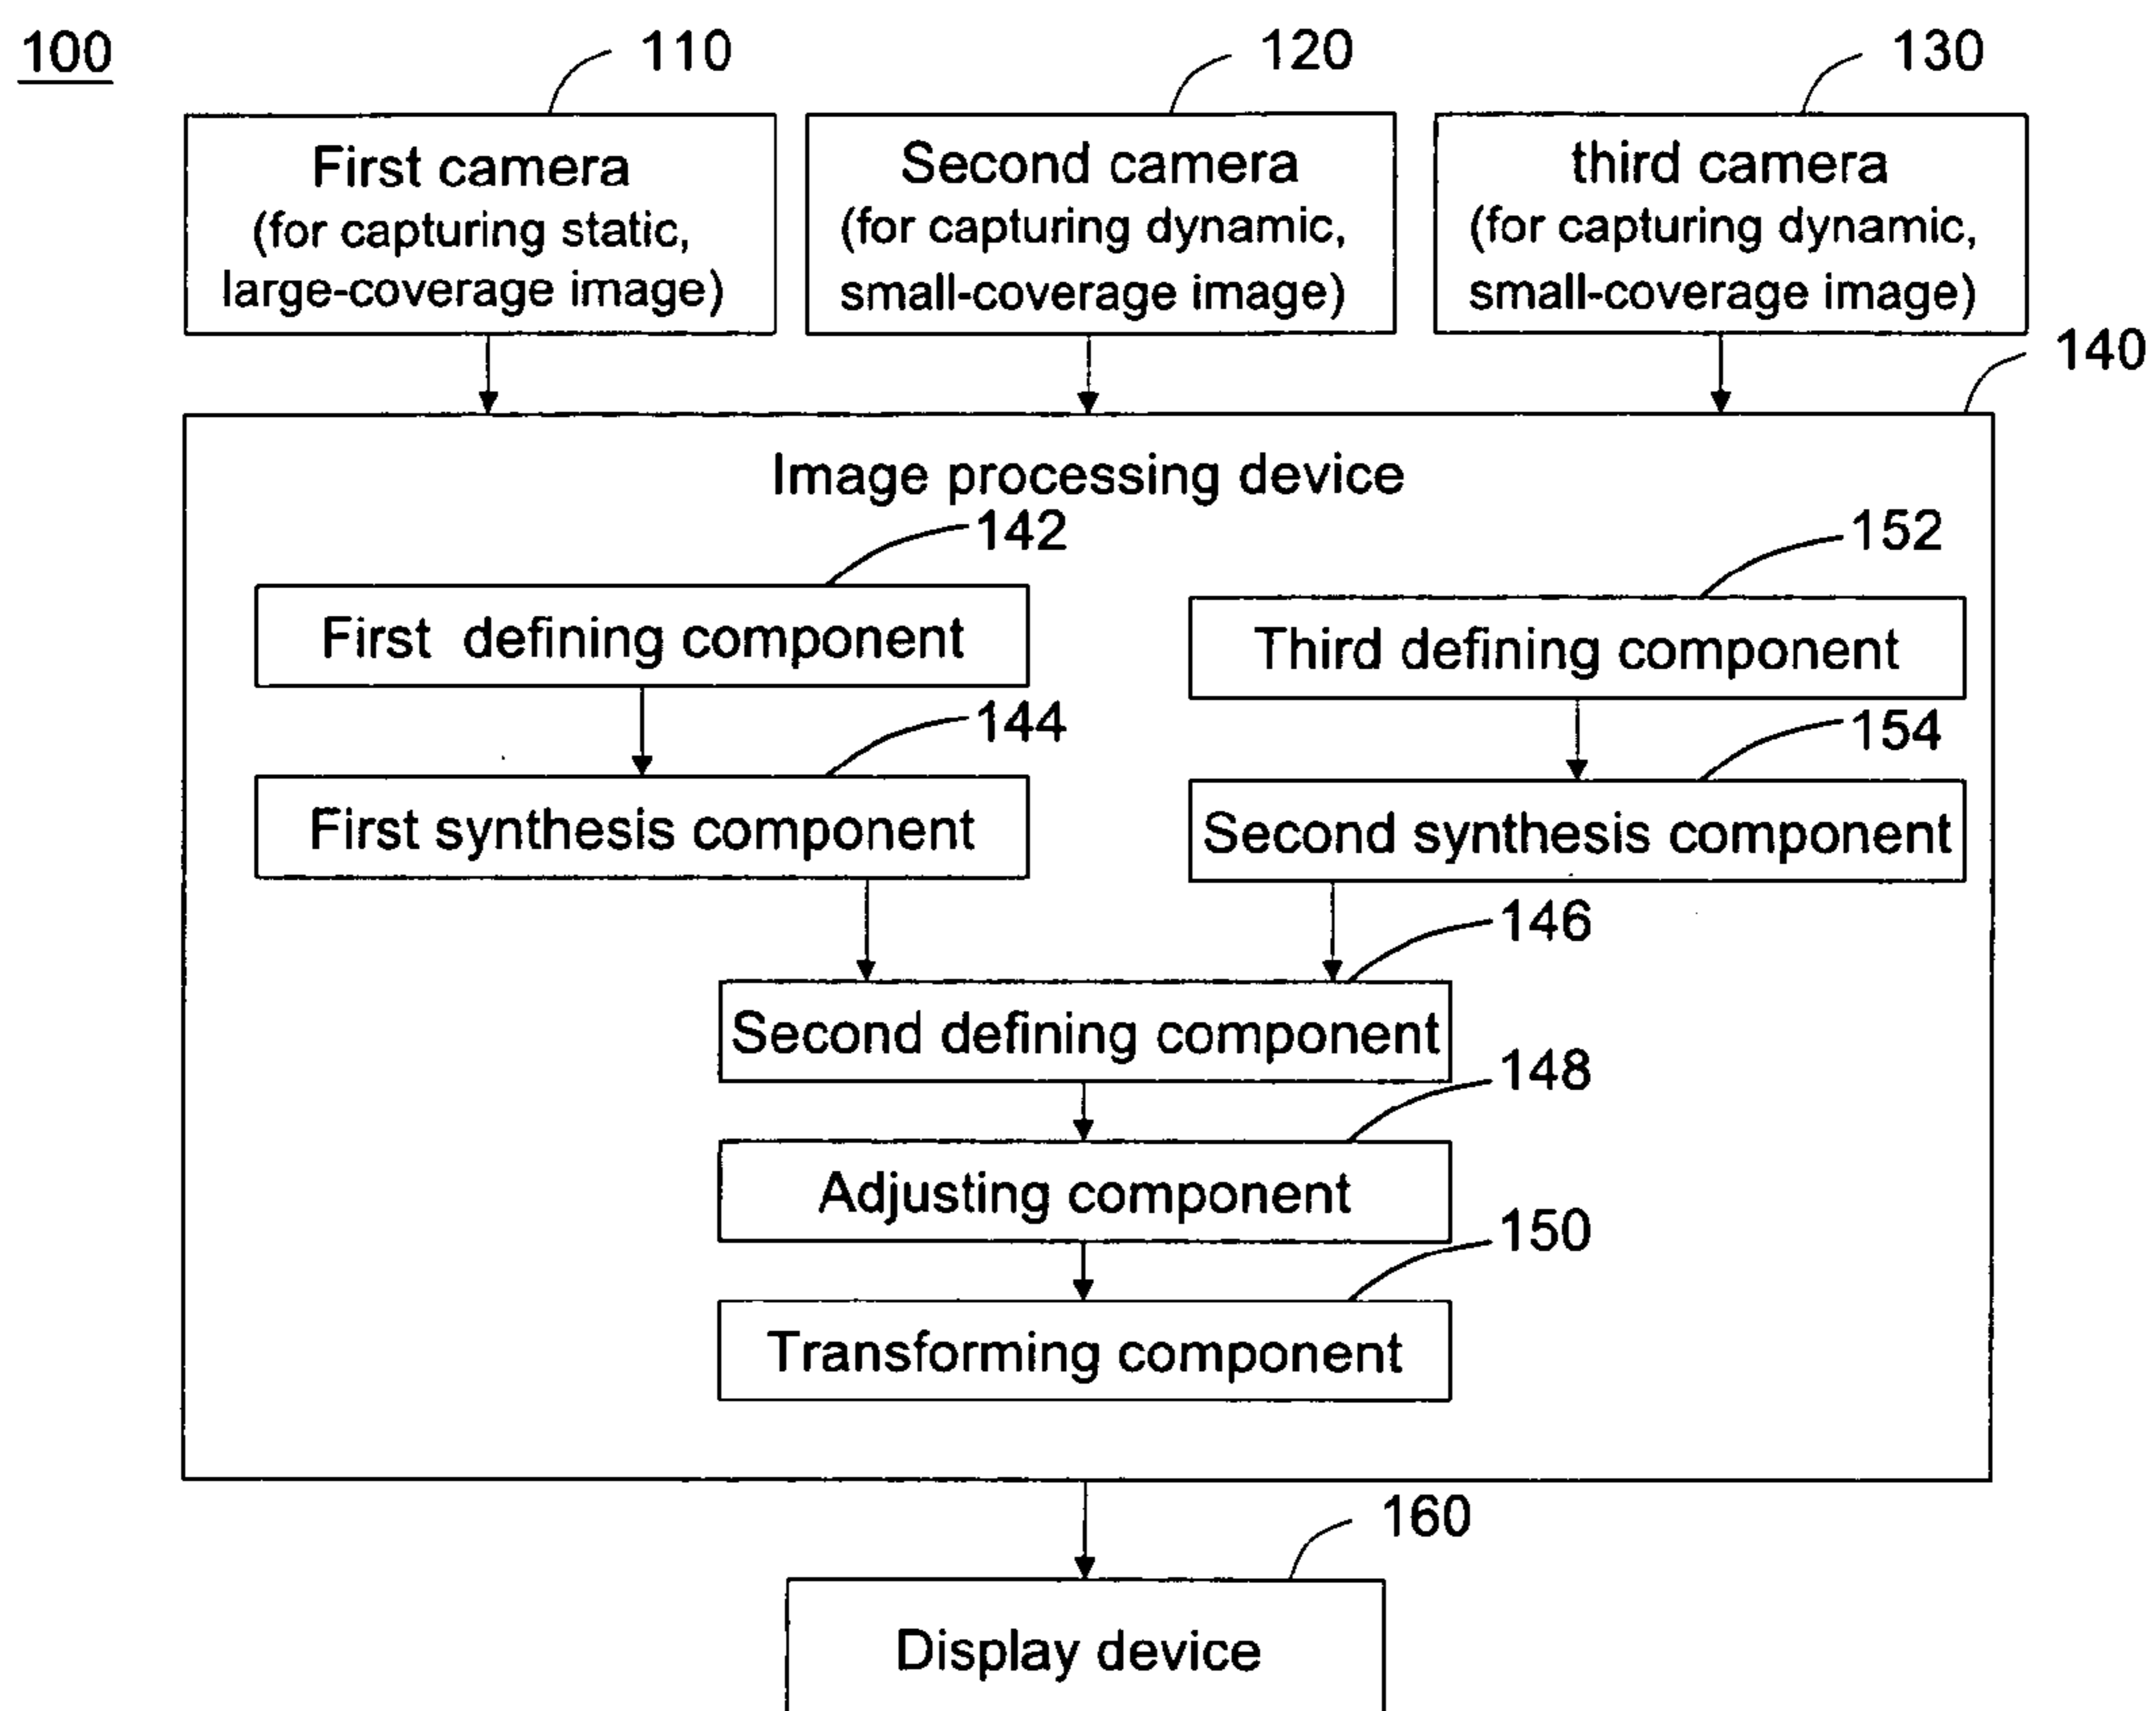 100
110
120
130
First camera
(for capturing static,
large-coverage image)
Second camera
(for capturing dynamic,
small-coverage image)
third camera
(for capturing dynamic,
small-coverage image)
140
Image processing device
142
152
First defining component
Third defining component
144
154
First synthesis component
Second synthesis component
146
Second defining component
148
Adjusting component
150
Transforming component
160
Display device